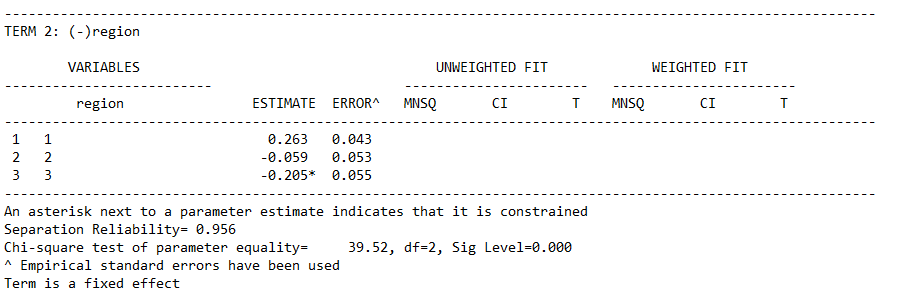 --------------------------------------------------------------------------------------------------------------
TERM 2: (-)region
VARIABLES                                     UNWEIGHTED FIT             WEIGHTED FIT
--------------------------                        -----------------------   -----------------------
region                ESTIMATE  ERROR^   MNSQ       CI        T    MNSQ       CI        T
--------------------------------------------------------------------------------------------------------------
1   1                            0.263  0.043
2   2                           -0.059  0.053
3   3                           -0.205* 0.055
--------------------------------------------------------------------------------------------------------------
An asterisk next to a parameter estimate indicates that it is constrained
Separation Reliability= 0.956
Chi-square test of parameter equality=     39.52, df=2, Sig Level=0.000
^ Empirical standard errors have been used
Term is a fixed effect